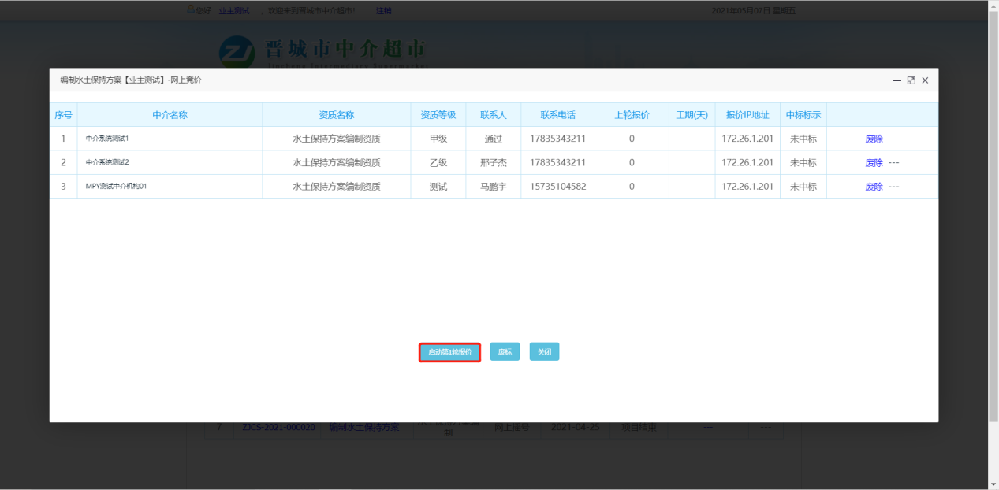 您好 业主测试 ，欢迎来到晋城市中介超市! 注销 2021年05月07日 星期五
晋城市中介超市
Jincheng Intermediary Supermarket
编制水土保持方案【业主测试】-网上竞价
序号 中介名称 资质名称 资质等级 联系人 联系电话 上轮报价 工期(天) 报价IP地址 中标标示
1 中介系统测试1 水土保持方案编制资质 甲级 通过 17835343211 0 172.26.1.201 未中标 废除 ---
2 中介系统测试2 水土保持方案编制资质 乙级 邢子杰 17835343211 0 172.26.1.201 未中标 废除 ---
3 MPY测试中介机构01 水土保持方案编制资质 测试 马鹏宇 15735104582 0 172.26.1.201 未中标 废除 ---
启动第1轮报价 废标 关闭
7 ZJCS-2021-000020 编制水土保持方案 制 网上摇号 2021-04-25 项目结束 --- ---